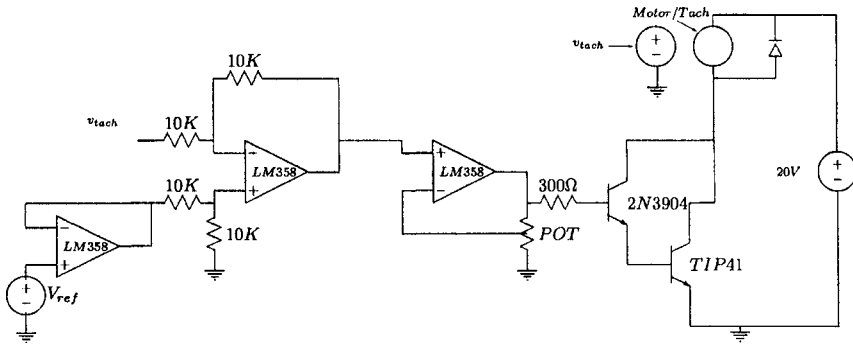 Motor/Tach
v_tach
+
−
10K
v_tach
10K
−
+
LM358
10K
10K
−
+
LM358
+
−
V_ref
+
−
LM358
300Ω
POT
2N3904
TIP41
20V
+
−